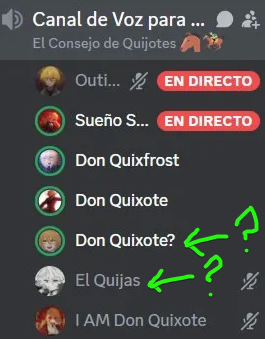 Canal de Voz para ...
El Consejo de Quijotes
Outi... EN DIRECTO
Sueño S... EN DIRECTO
Don Quixfrost
Don Quixote
Don Quixote? ?
El Quijas ?
I AM Don Quixote